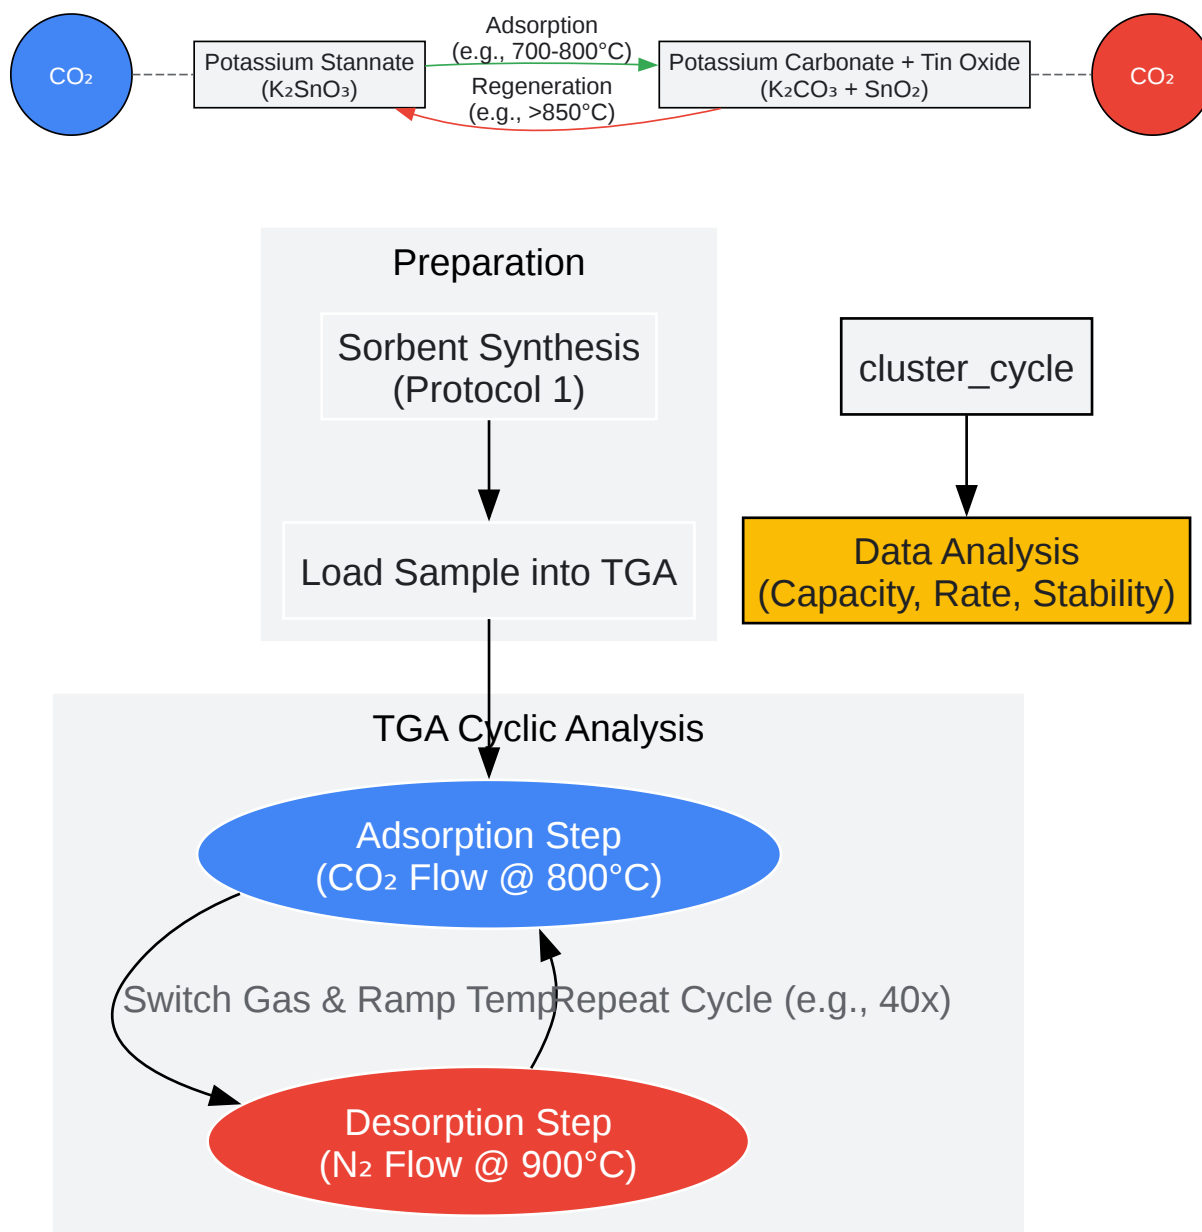 CO₂
Potassium Stannate
(K₂SnO₃)
Adsorption
(e.g., 700-800°C)
Regeneration
(e.g., >850°C)
Potassium Carbonate + Tin Oxide
(K₂CO₃ + SnO₂)
CO₂
Preparation
Sorbent Synthesis
(Protocol 1)
Load Sample into TGA
cluster_cycle
Data Analysis
(Capacity, Rate, Stability)
TGA Cyclic Analysis
Adsorption Step
(CO₂ Flow @ 800°C)
Switch Gas & Ramp Temp
Repeat Cycle (e.g., 40x)
Desorption Step
(N₂ Flow @ 900°C)